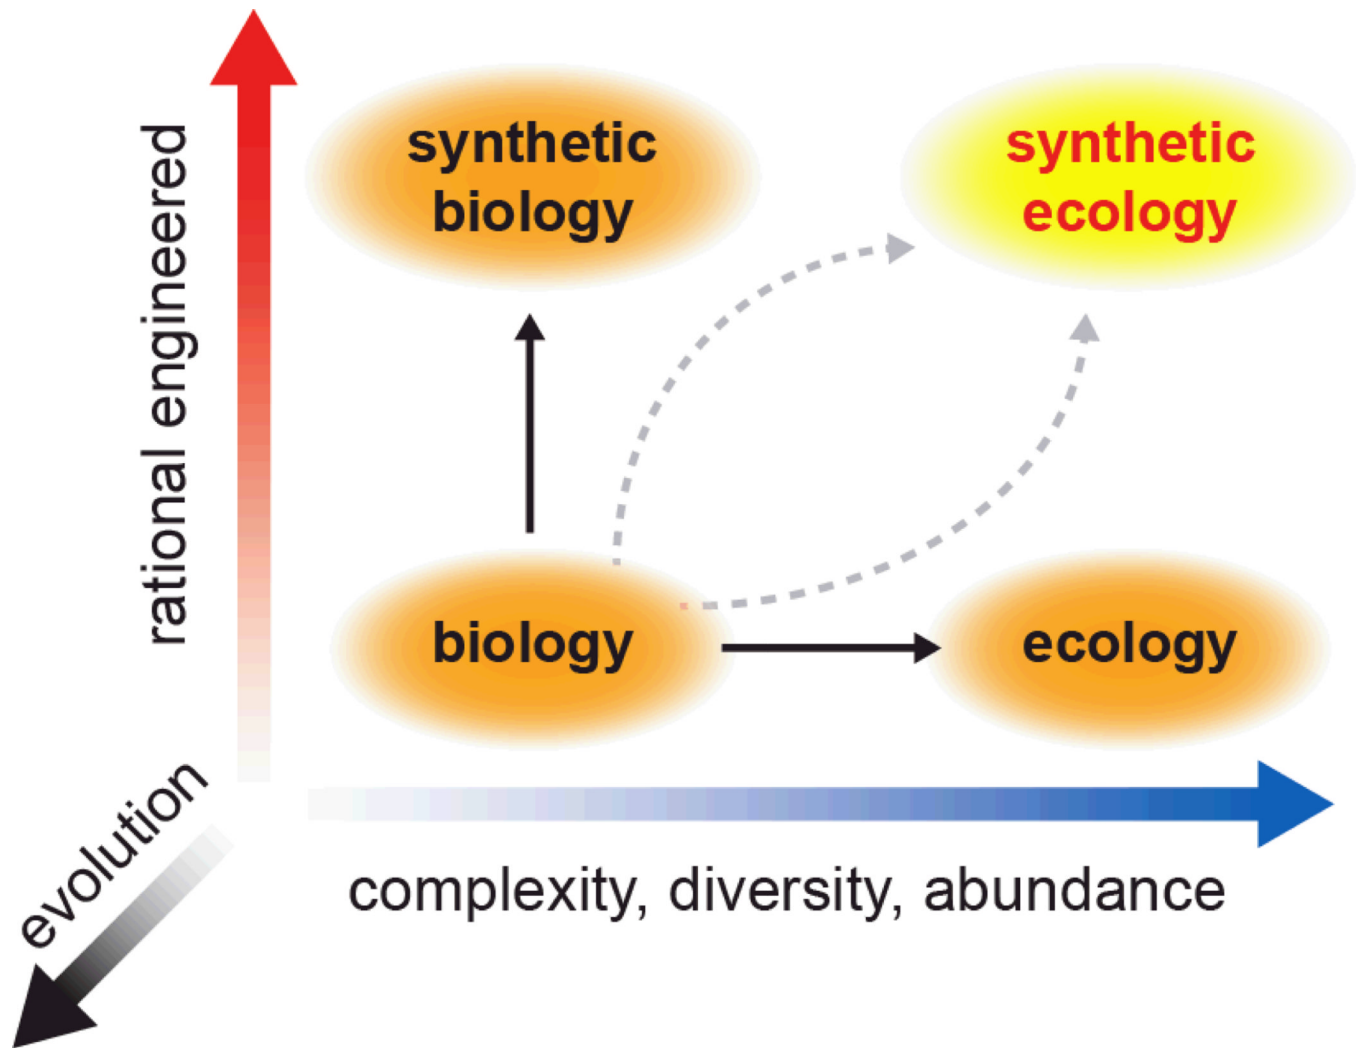 rational engineered
synthetic
biology
synthetic
ecology
biology
ecology
evolution
complexity, diversity, abundance